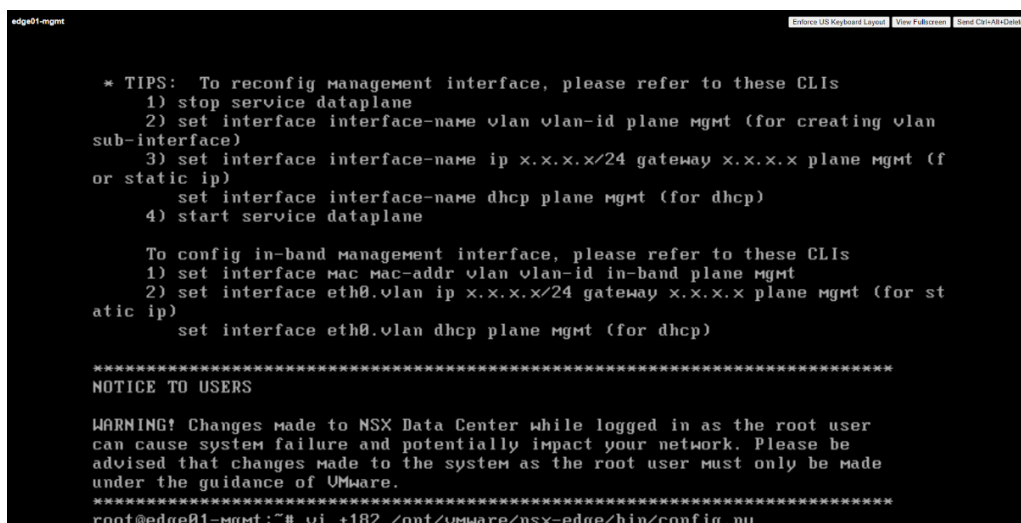 edge01-mgmt
Enforce US Keyboard Layout View Fullscreen Send Ctrl+Alt+Delete
* TIPS: To reconfig management interface, please refer to these CLIs
1) stop service dataplane
2) set interface interface-name vlan vlan-id plane mgmt (for creating vlan
sub-interface)
3) set interface interface-name ip x.x.x.x/24 gateway x.x.x.x plane mgmt (f
or static ip)
set interface interface-name dhcp plane mgmt (for dhcp)
4) start service dataplane
To config in-band management interface, please refer to these CLIs
1) set interface mac mac-addr vlan vlan-id in-band plane mgmt
2) set interface eth0.vlan ip x.x.x.x/24 gateway x.x.x.x plane mgmt (for st
atic ip)
set interface eth0.vlan dhcp plane mgmt (for dhcp)
*************************************************************************
NOTICE TO USERS
WARNING! Changes made to NSX Data Center while logged in as the root user
can cause system failure and potentially impact your network. Please be
advised that changes made to the system as the root user must only be made
under the guidance of VMware.
*************************************************************************
root@edge01-mgmt:~# vi +182 /opt/vmware/nsx-edge/bin/config.py